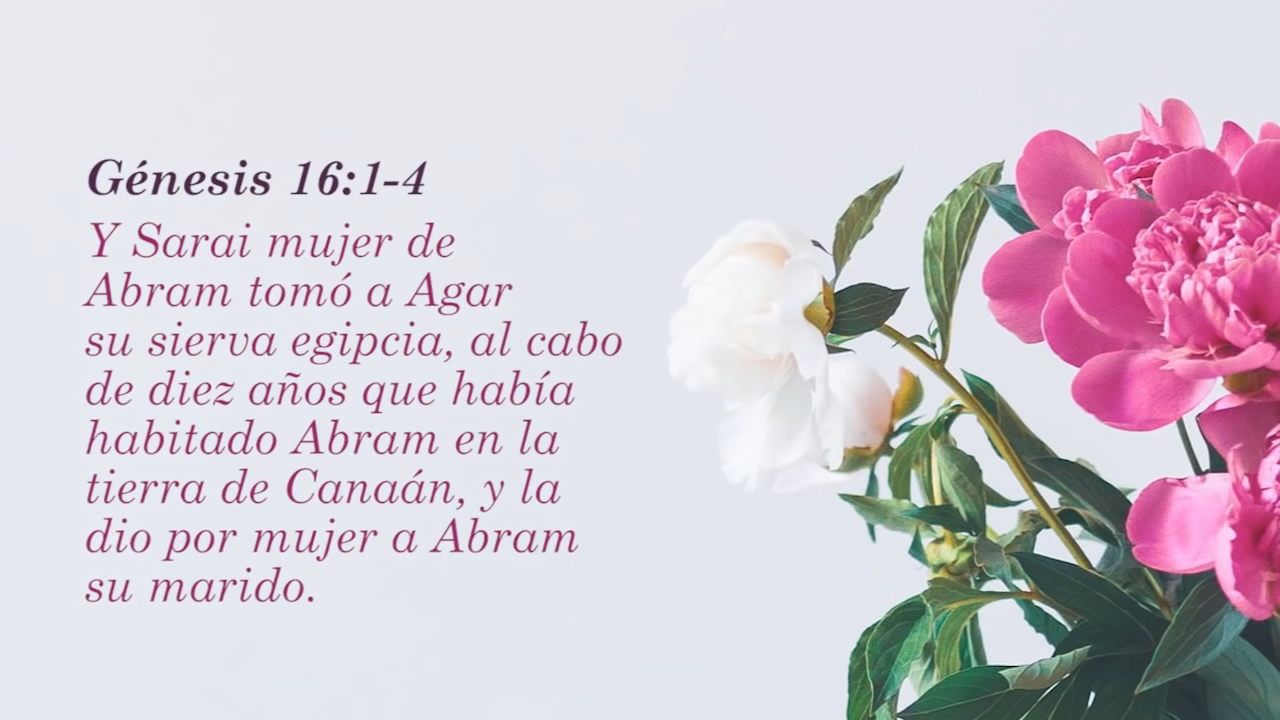 Génesis 16:1-4
Y Sarai mujer de
Abram tomó a Agar
su sierva egipcia, al cabo
de diez años que había
habitado Abram en la
tierra de Canaán, y la
dio por mujer a Abram
su marido.